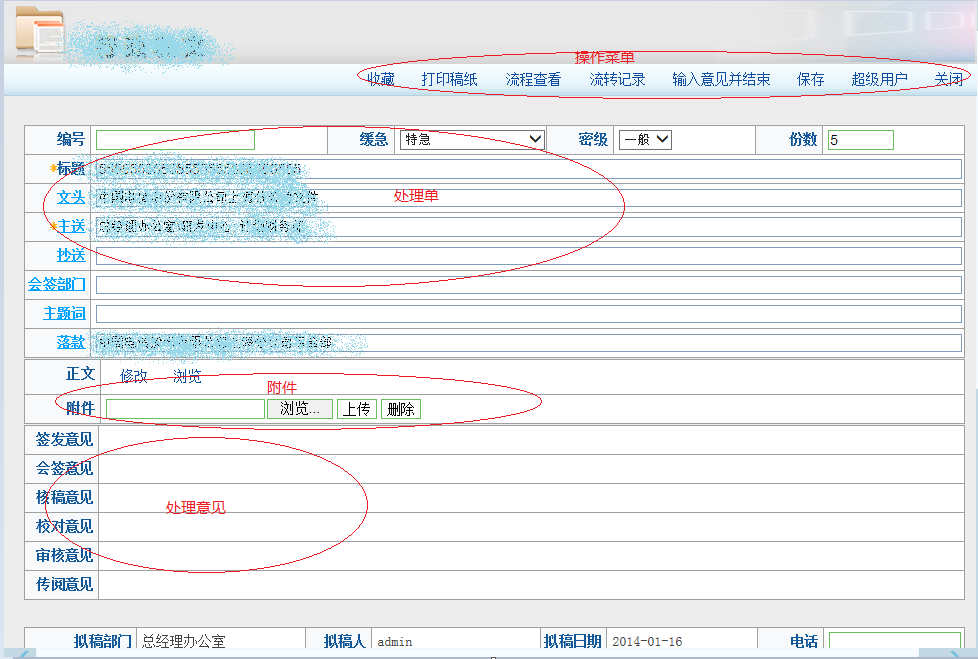 操作菜单
收藏 打印稿纸 流程查看 流转记录 输入意见并结束 保存 超级用户 关闭
编号 缓急 特急 密级 一般 份数 5
*标题
文头 处理单
*主送
抄送
会签部门
主题词
落款
正文 修改 浏览
附件
附件 浏览... 上传 删除
签发意见
会签意见
核稿意见
处理意见
校对意见
审核意见
传阅意见
拟稿部门 总经理办公室 拟稿人 admin 拟稿日期 2014-01-16 电话